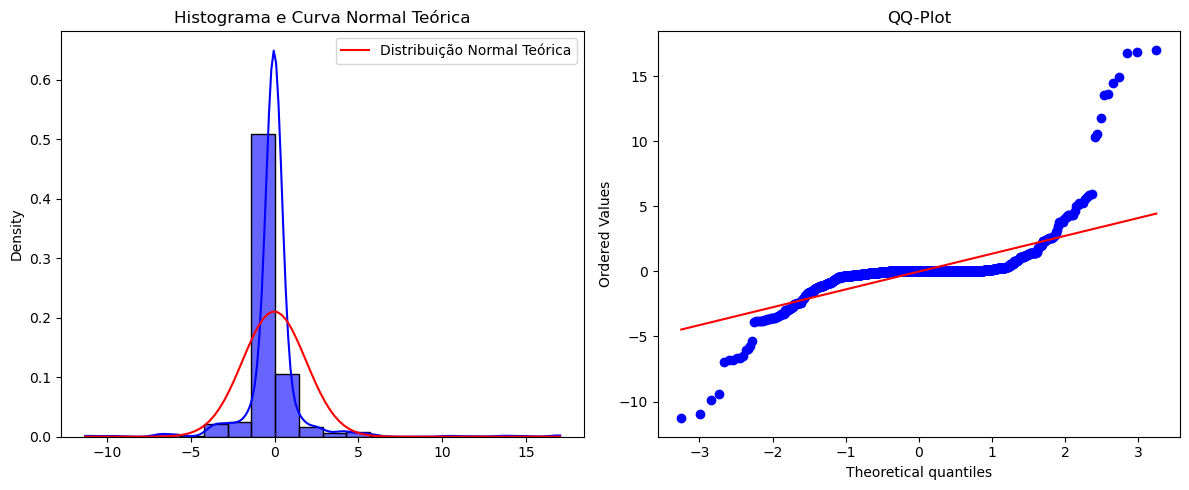 Histograma e Curva Normal Teórica
Distribuição Normal Teórica
Density
0.6
0.5
0.4
0.3
0.2
0.1
0.0
−10 −5 0 5 10 15
QQ-Plot
Ordered Values
15
10
5
0
−5
−10
−3 −2 −1 0 1 2 3
Theoretical quantiles